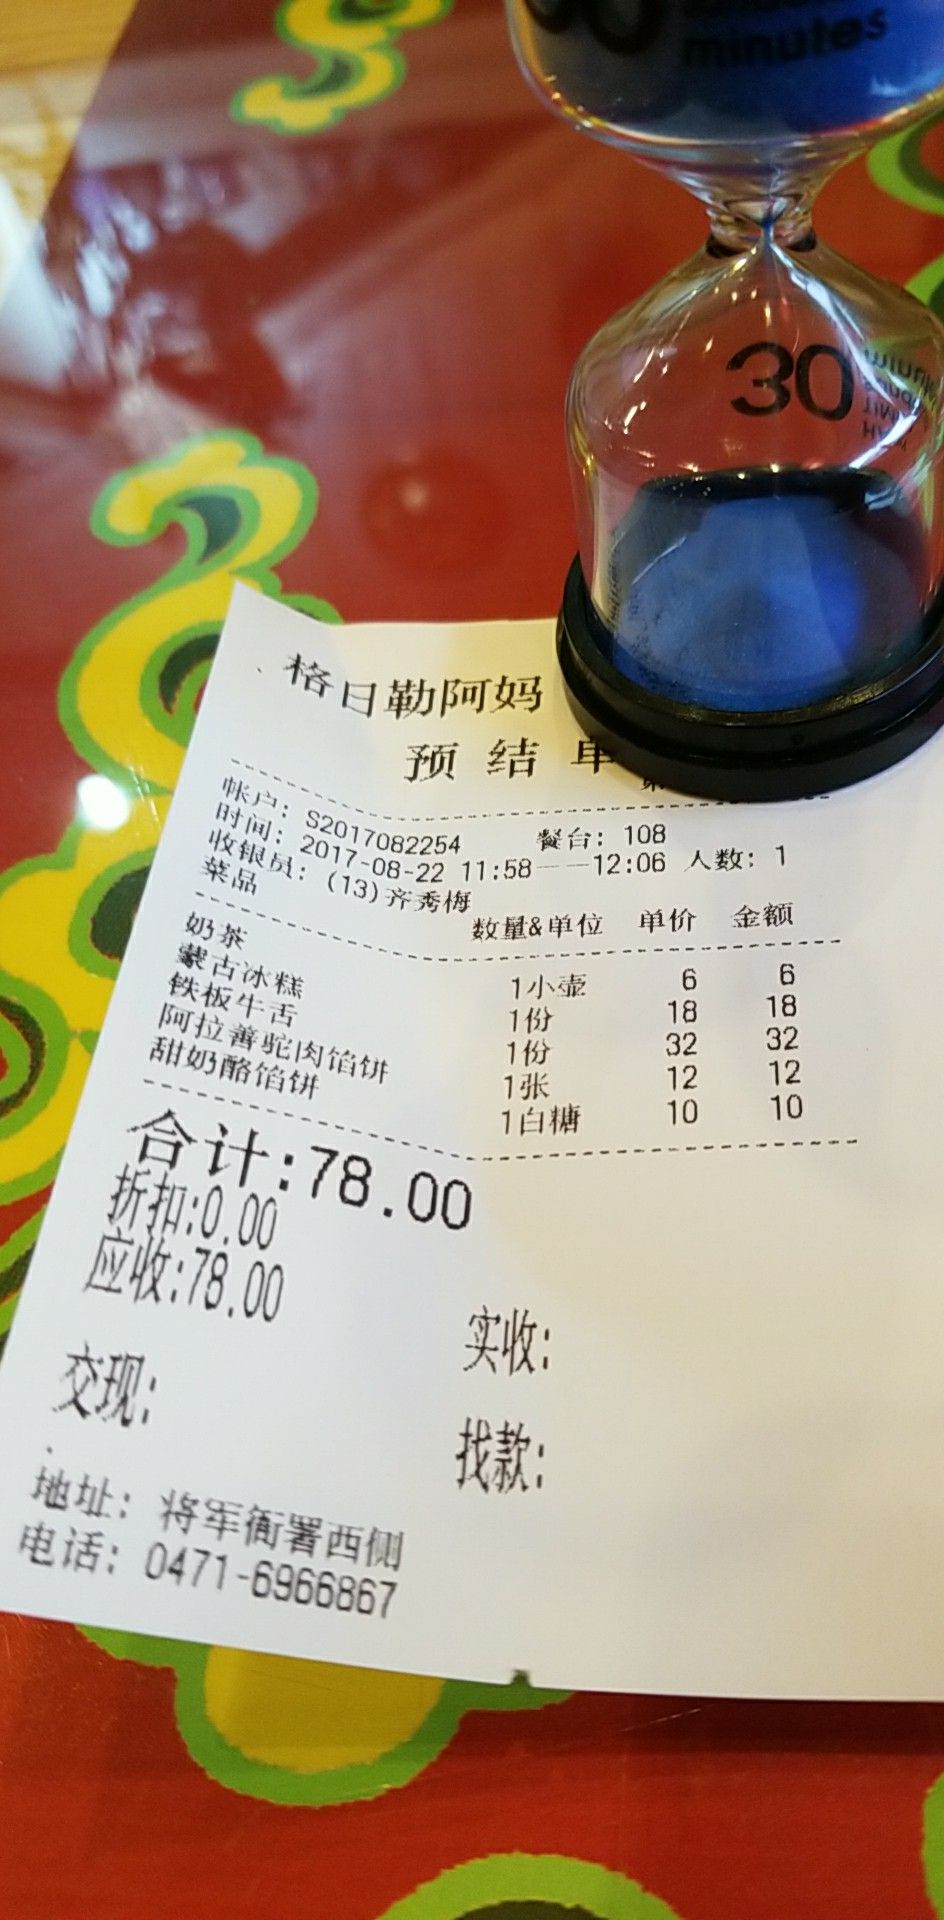 minutes
30
格日勒阿妈
预结单
帐户: S2017082254 餐台: 108
时间: 2017-08-22 11:58——12:06 人数: 1
收银员: (13)齐秀梅
菜品 数量&单位 单价 金额
奶茶 1小壶 6 6
蒙古冰糕 1份 18 18
铁板牛舌 1份 32 32
阿拉善驼肉馅饼 1张 12 12
甜奶酪馅饼 1白糖 10 10
合计:78.00
折扣:0.00
应收:78.00
实收:
交现:
找款:
地址: 将军衙署西侧
电话: 0471-6966867